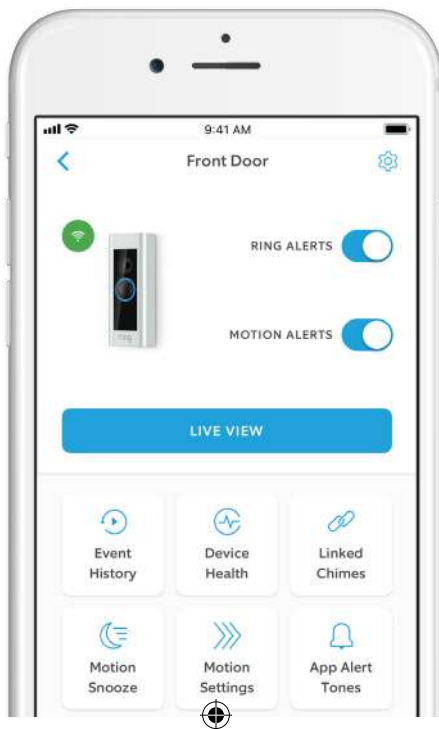 9:41 AM
Front Door
RING ALERTS
ring
MOTION ALERTS
LIVE VIEW
Event
History
Device
Health
Linked
Chimes
Motion
Snooze
Motion
Settings
App Alert
Tones